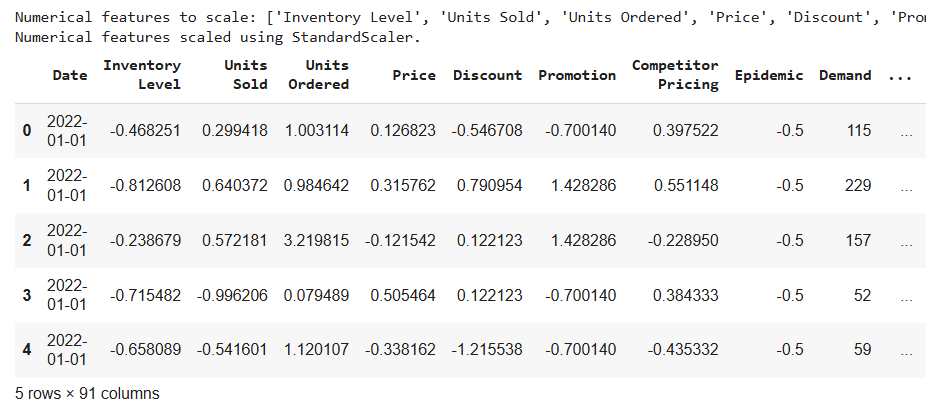 Numerical features to scale: ['Inventory Level', 'Units Sold', 'Units Ordered', 'Price', 'Discount',
Numerical features scaled using StandardScaler.
Date Inventory Level Units Sold Units Ordered Price Discount Promotion Competitor Pricing Epidemic Demand ...
0 2022-01-01 -0.468251 0.299418 1.003114 0.126823 -0.546708 -0.700140 0.397522 -0.5 115 ...
1 2022-01-01 -0.812608 0.640372 0.984642 0.315762 0.790954 1.428286 0.551148 -0.5 229 ...
2 2022-01-01 -0.238679 0.572181 3.219815 -0.121542 0.122123 1.428286 -0.228950 -0.5 157 ...
3 2022-01-01 -0.715482 -0.996206 0.079489 0.505464 0.122123 -0.700140 0.384333 -0.5 52 ...
4 2022-01-01 -0.658089 -0.541601 1.120107 -0.338162 -1.215538 -0.700140 -0.435332 -0.5 59 ...
5 rows × 91 columns